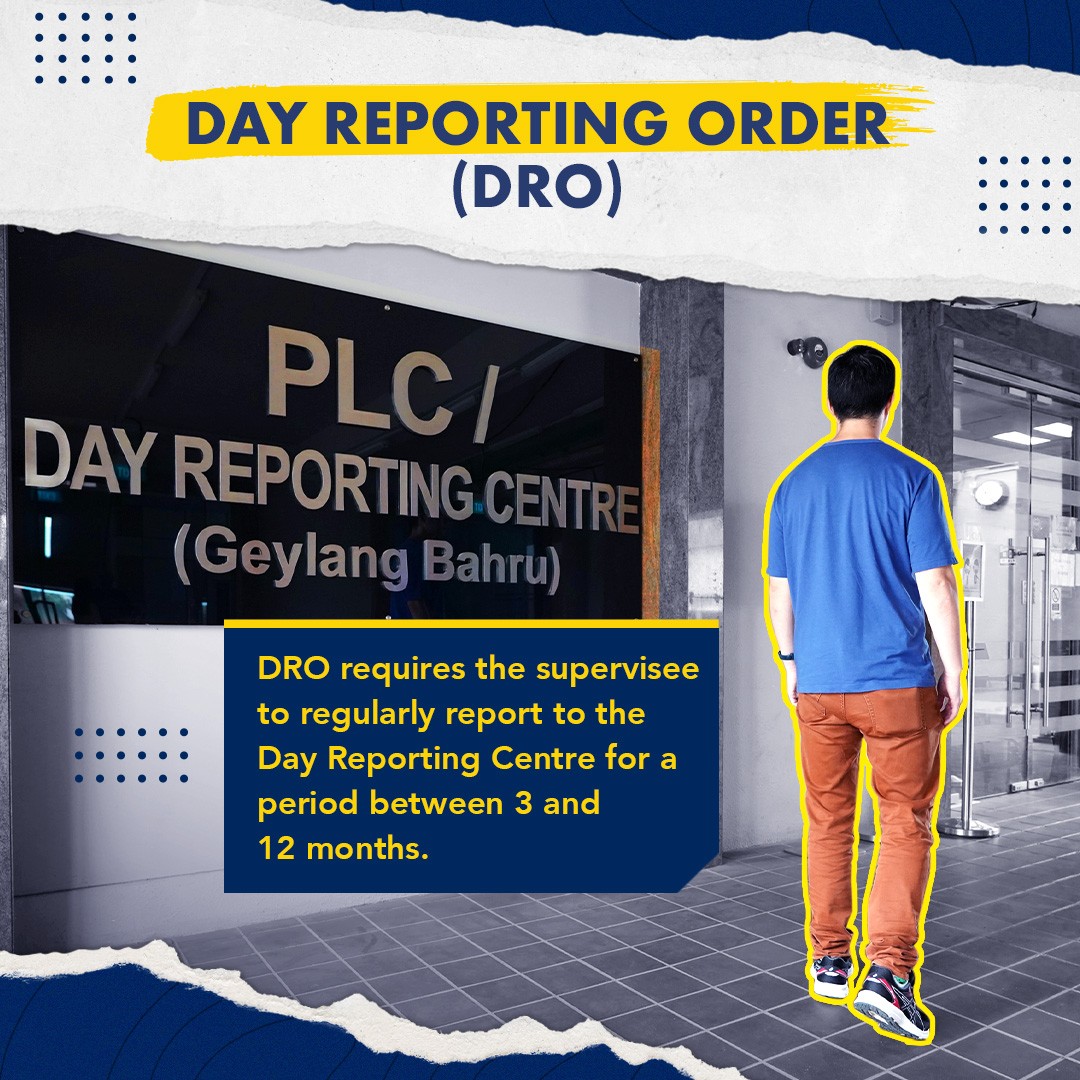 DAY REPORTING ORDER
(DRO)
PLC /
DAY REPORTING CENTRE
(Geylang Bahru)
DRO requires the supervisee
to regularly report to the
Day Reporting Centre for a
period between 3 and
12 months.